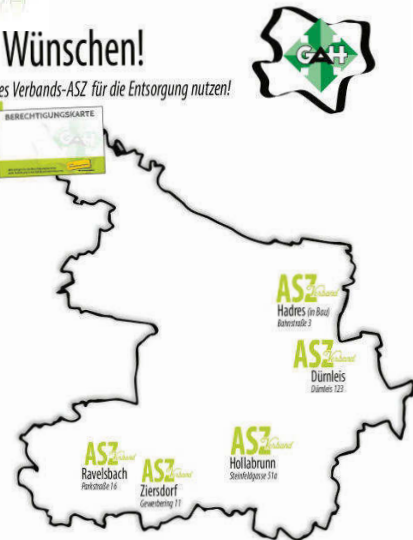 Wünschen!
es Verbands-ASZ für die Entsorgung nutzen!
GAH
BERECHTIGUNGSKARTE
ASZ Verband
Hadres (in Bau)
Bahnstraße 3
ASZ Verband
Dürnleis
Dürnleis 123
ASZ Verband
Hollabrunn
Steinfeldgasse 51a
ASZ Verband
Ravelsbach
Parkstraße 16
ASZ Verband
Ziersdorf
Gewerbering 11